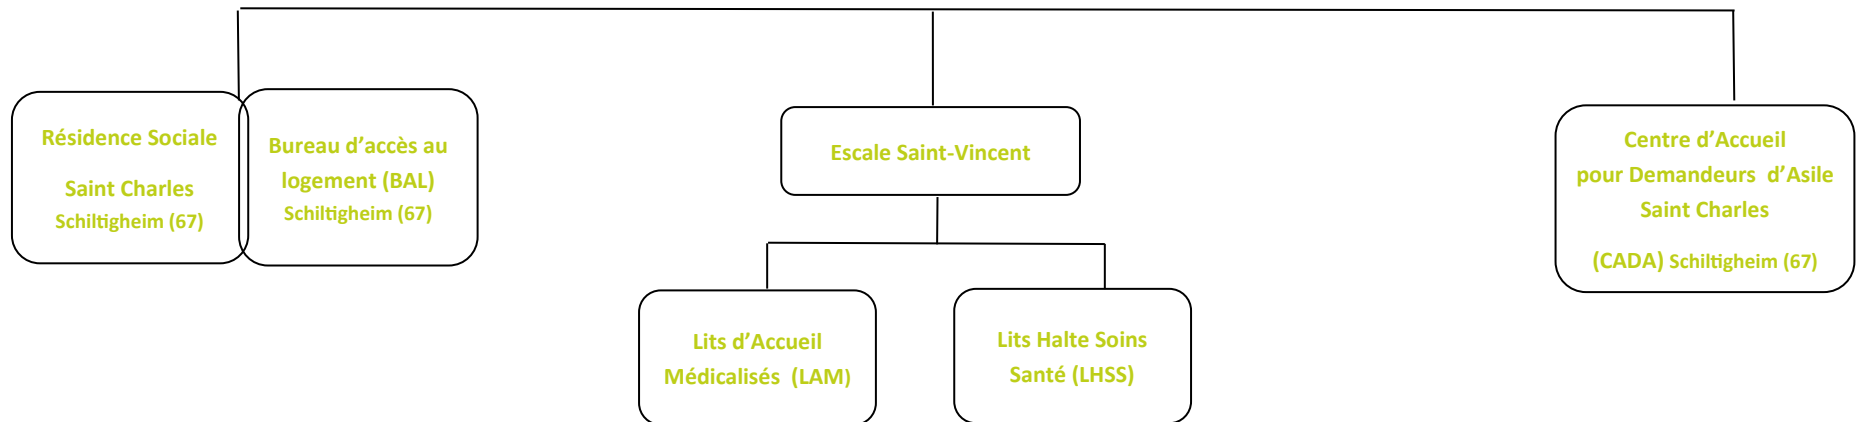 Résidence Sociale
Saint Charles
Schiltigheim (67)
Bureau d’accès au
logement (BAL)
Schiltigheim (67)
Escale Saint-Vincent
Lits d’Accueil
Médicalisés (LAM)
Lits Halte Soins
Santé (LHSS)
Centre d’Accueil
pour Demandeurs d’Asile
Saint Charles
(CADA) Schiltigheim (67)